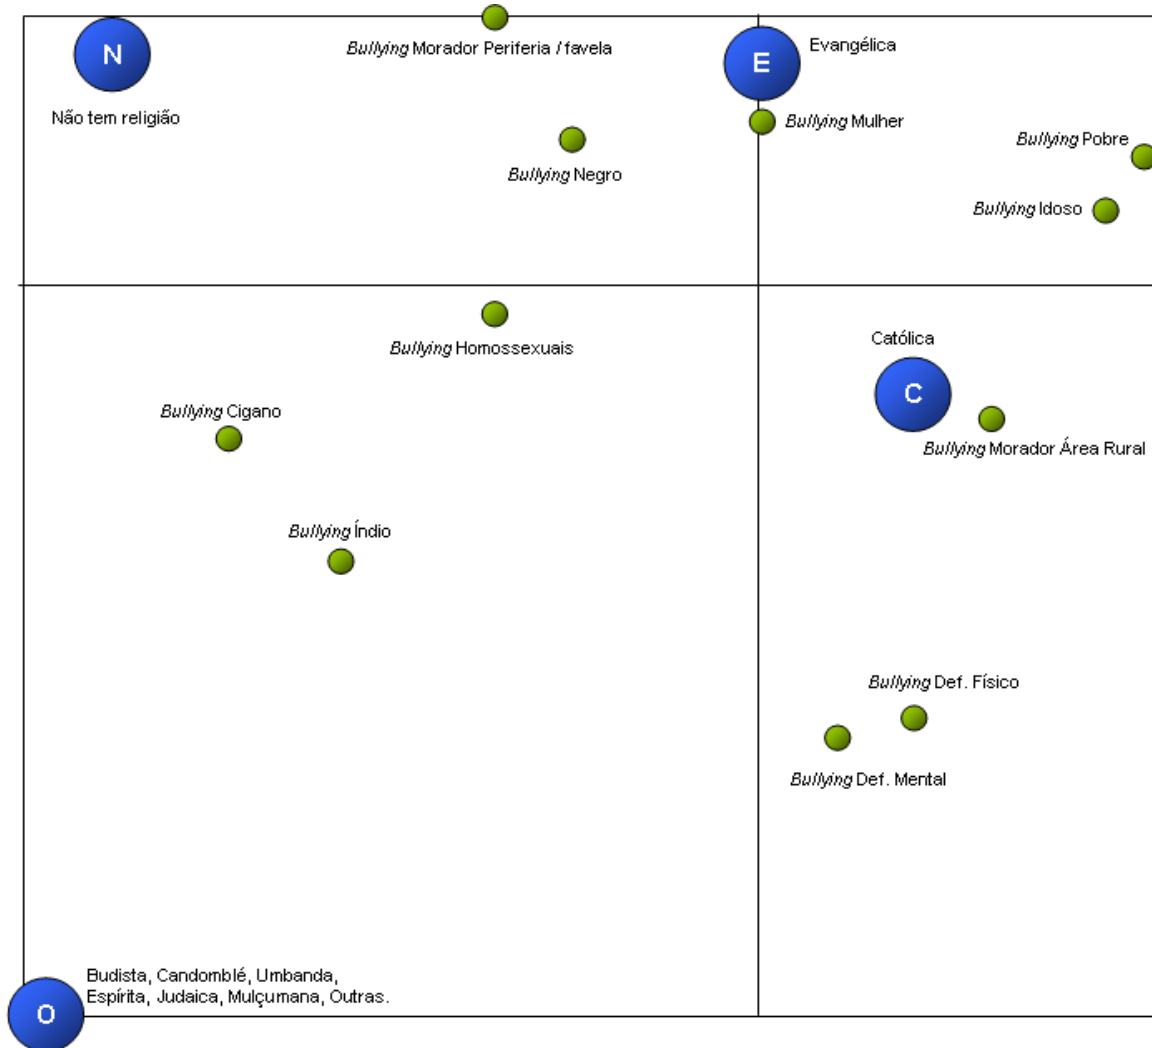 N
Bullying Morador Periferia / favela
E
Evangélica
Não tem religião
Bullying Mulher
Bullying Pobre
Bullying Negro
Bullying Idoso
Bullying Homossexuais
Católica
C
Bullying Cigano
Bullying Morador Área Rural
Bullying Índio
Bullying Def. Físico
Bullying Def. Mental
Budista, Candomblé, Umbanda,
Espírita, Judaica, Mulçumana, Outras.
O